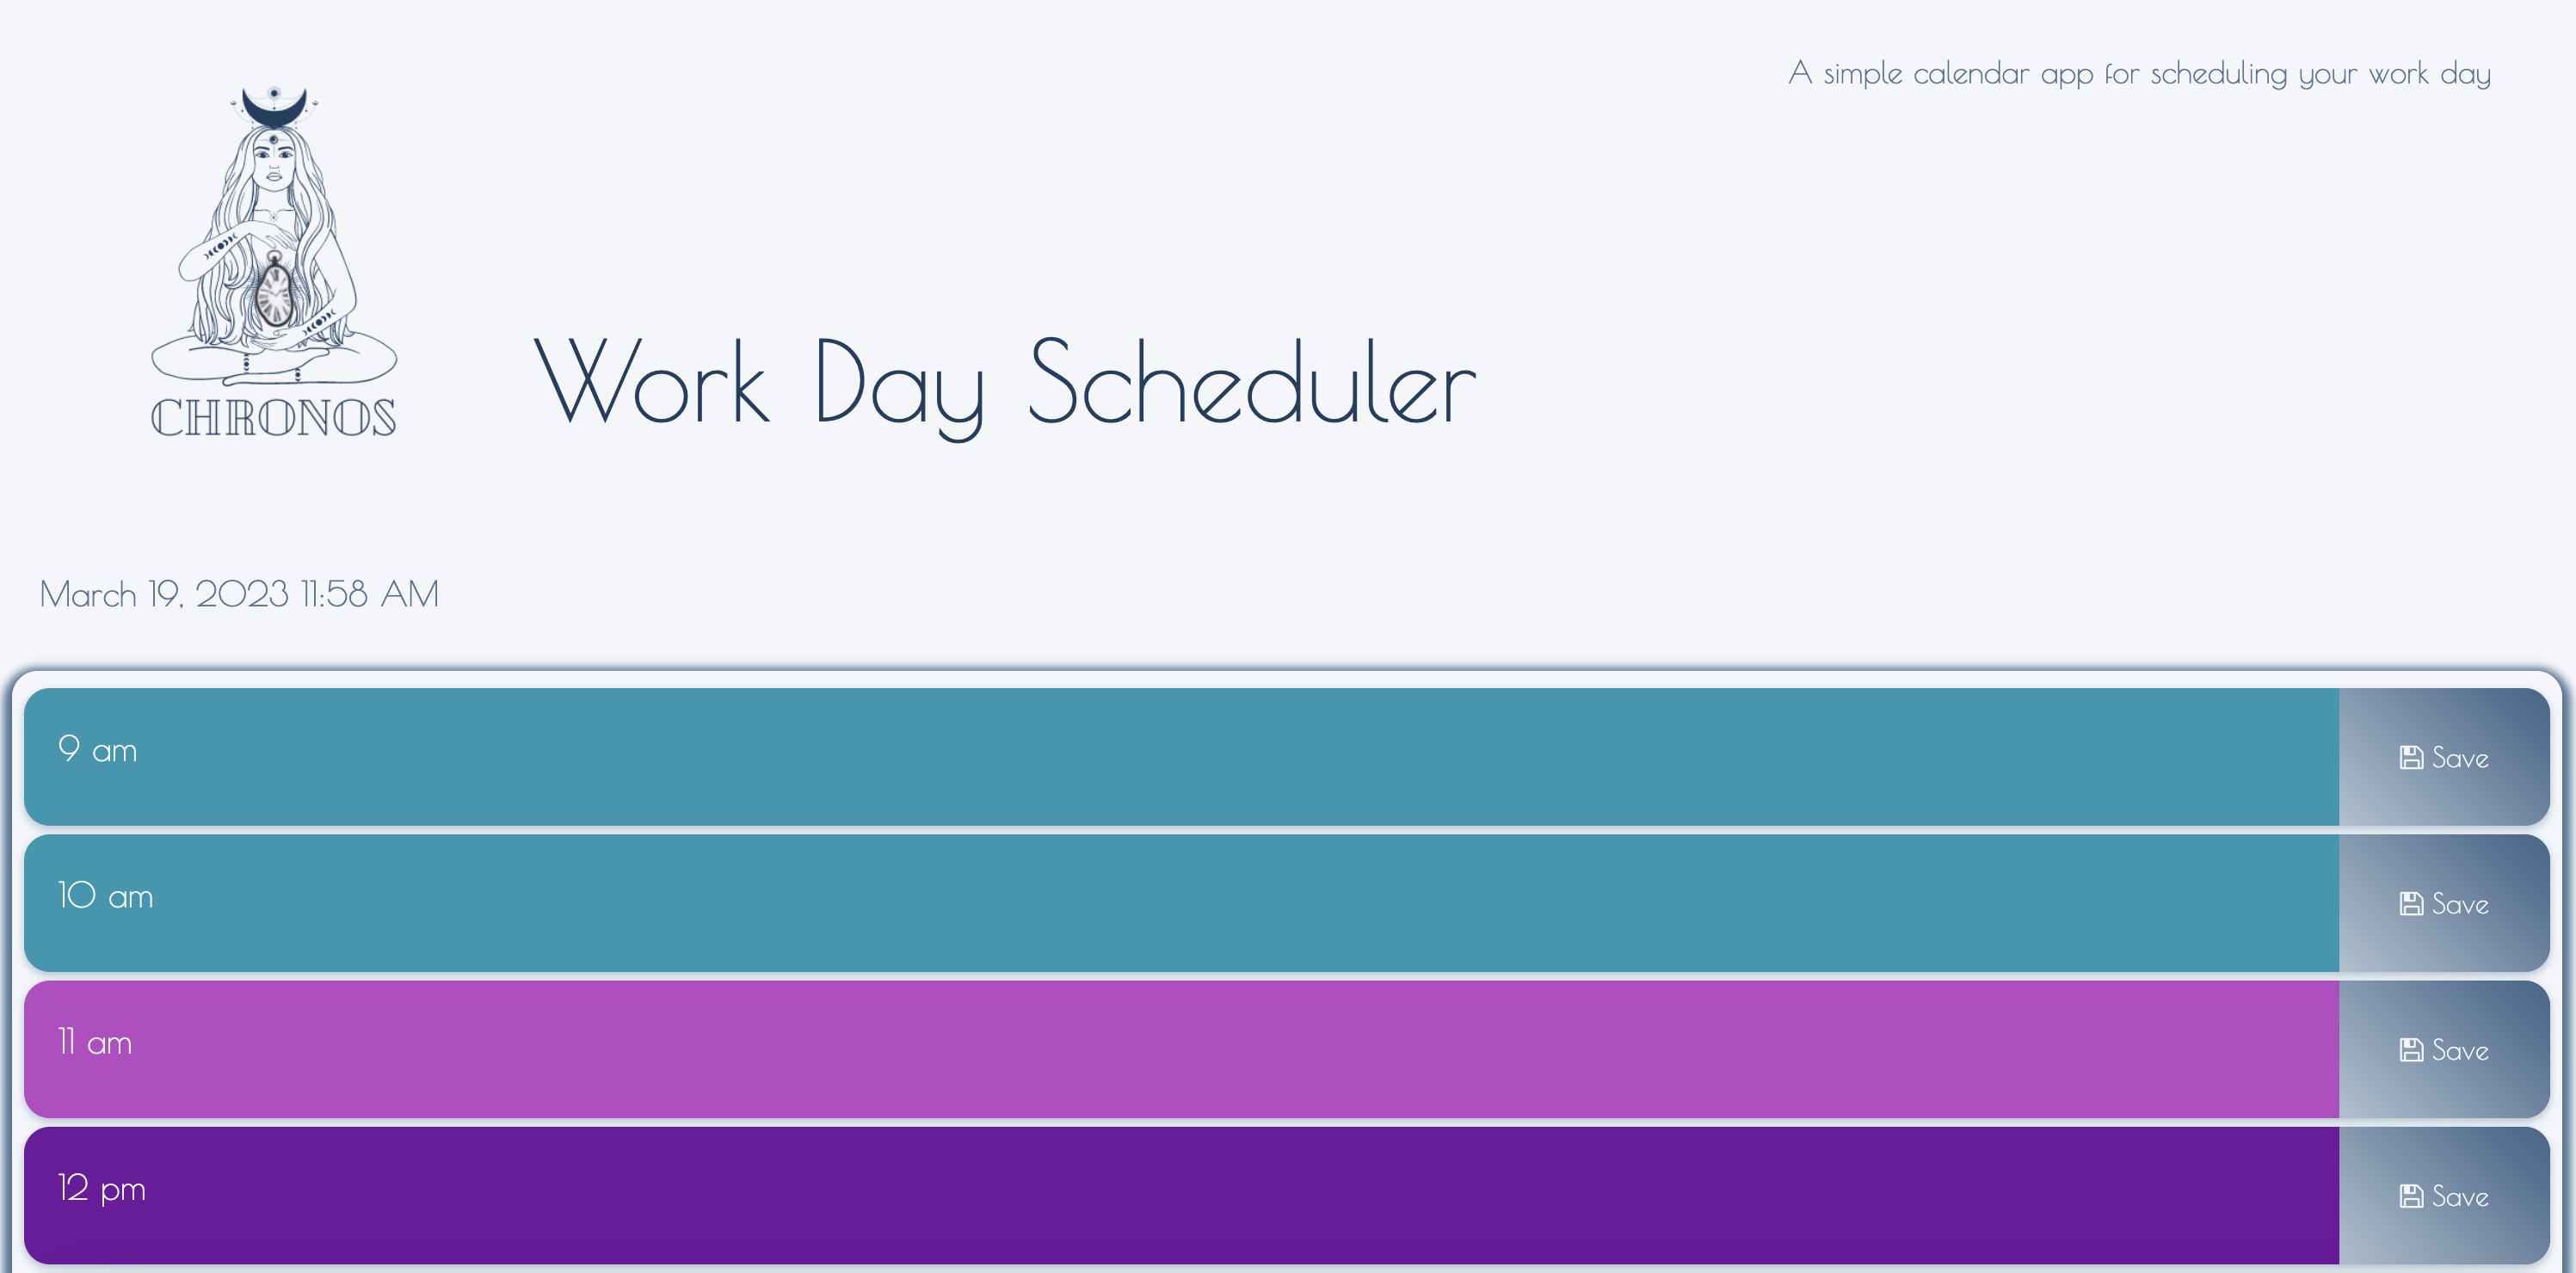 A simple calendar app for scheduling your work day
CHRONOS
Work Day Scheduler
March 19, 2023 11:58 AM
9 am
Save
10 am
Save
11 am
Save
12 pm
Save